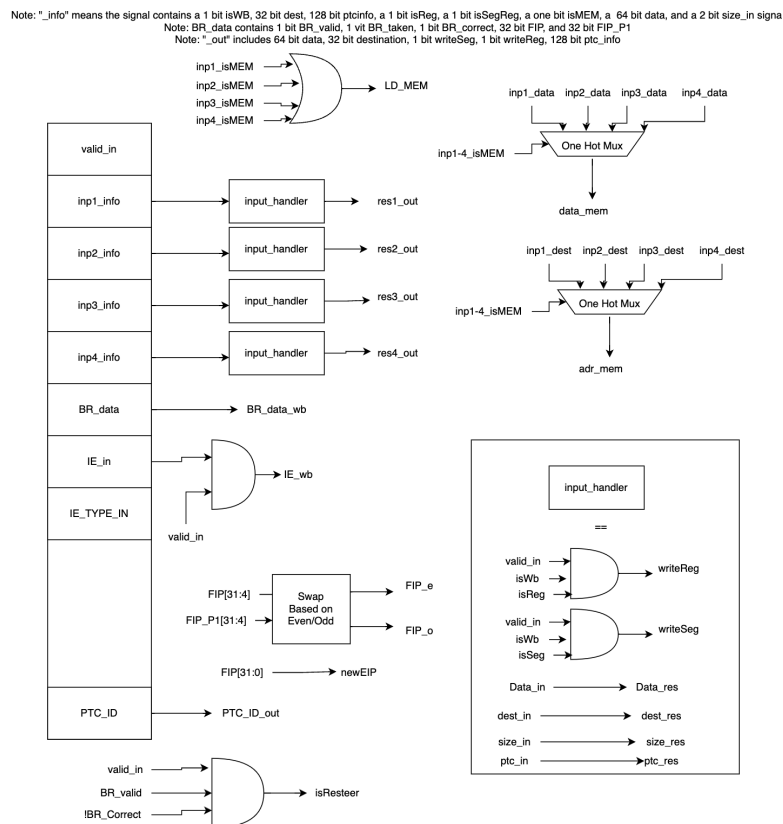 Note: "_info" means the signal contains a 1 bit isWB, 32 bit dest, 128 bit ptcinfo, a 1 bit isReg, a 1 bit isSegReg, a one bit isMEM, a  64 bit data, and a 2 bit size_in signa
Note: BR_data contains 1 bit BR_valid, 1 vit BR_taken, 1 bit BR_correct, 32 bit FIP, and 32 bit FIP_P1
Note: "_out" includes 64 bit data, 32 bit destination, 1 bit writeSeg, 1 bit writeReg, 128 bit ptc_info
inp1_isMEM
inp2_isMEM
inp3_isMEM
inp4_isMEM
LD_MEM
inp1_data
inp2_data
inp3_data
inp4_data
inp1-4_isMEM
One Hot Mux
data_mem
valid_in
inp1_info
input_handler
res1_out
inp2_info
input_handler
res2_out
inp3_info
input_handler
res3_out
inp4_info
input_handler
res4_out
inp1_dest
inp2_dest
inp3_dest
inp4_dest
inp1-4_isMEM
One Hot Mux
adr_mem
BR_data
BR_data_wb
IE_in
IE_wb
IE_TYPE_IN
valid_in
FIP[31:4]
FIP_P1[31:4]
Swap
Based on
Even/Odd
FIP_e
FIP_o
FIP[31:0]
newEIP
PTC_ID
PTC_ID_out
valid_in
BR_valid
!BR_Correct
isResteer
input_handler
==
valid_in
isWb
isReg
writeReg
valid_in
isWb
isSeg
writeSeg
Data_in
Data_res
dest_in
dest_res
size_in
size_res
ptc_in
ptc_res